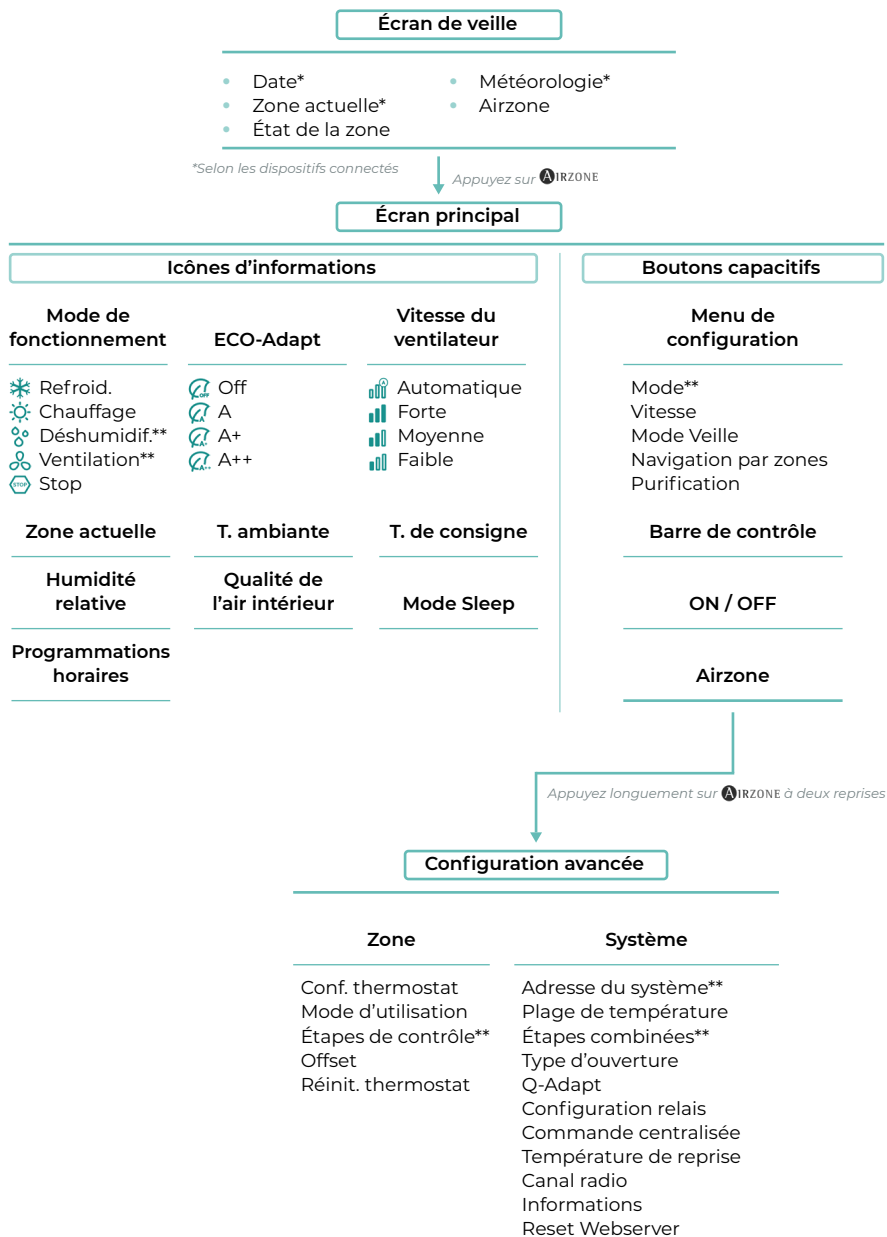 Écran de veille
Date*
Zone actuelle*
État de la zone
Météorologie*
Airzone
*Selon les dispositifs connectés
Appuyez sur AIRZONE
Écran principal
Icônes d'informations
Mode de
fonctionnement
Refroid.
Chauffage
Déshumidif.**
Ventilation**
STOP Stop
ECO-Adapt
OFF Off
A A
A+ A+
A++ A++
Vitesse du
ventilateur
A Automatique
Forte
Moyenne
Faible
Zone actuelle
T. ambiante
T. de consigne
Humidité
relative
Qualité de
l'air intérieur
Mode Sleep
Programmations
horaires
Boutons capacitifs
Menu de
configuration
Mode**
Vitesse
Mode Veille
Navigation par zones
Purification
Barre de contrôle
ON / OFF
Airzone
Appuyez longuement sur AIRZONE à deux reprises
Configuration avancée
Zone
Conf. thermostat
Mode d'utilisation
Étapes de contrôle**
Offset
Réinit. thermostat
Système
Adresse du système**
Plage de température
Étapes combinées**
Type d'ouverture
Q-Adapt
Configuration relais
Commande centralisée
Température de reprise
Canal radio
Informations
Reset Webserver